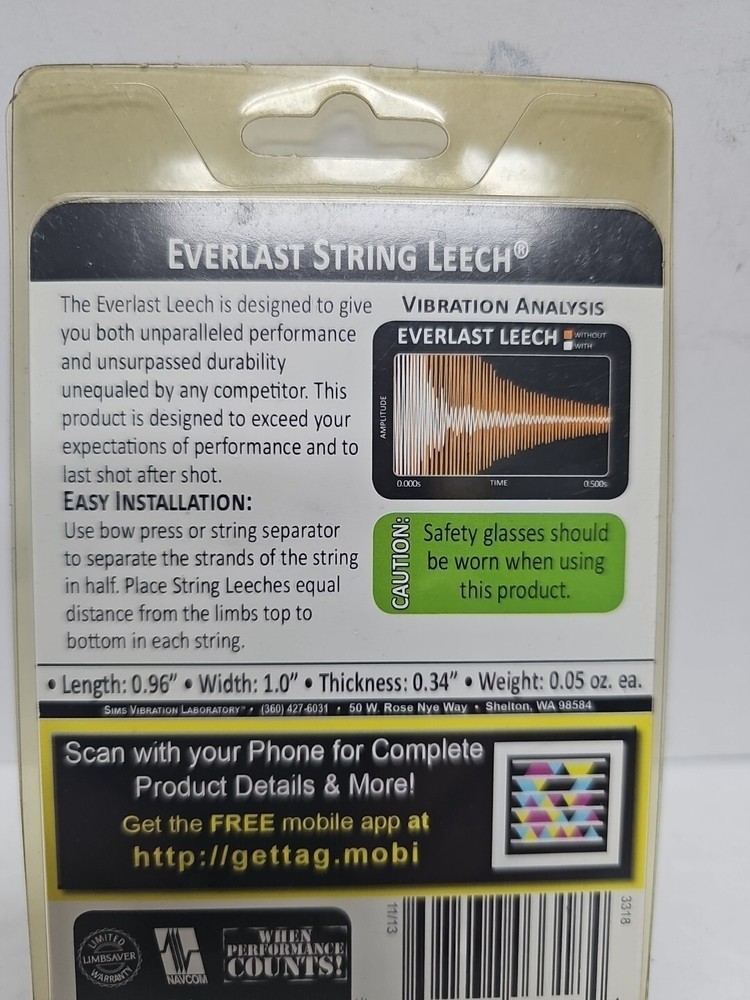 EVERLAST STRING LEECH®
The Everlast Leech is designed to give
you both unparalleled performance
and unsurpassed durability
unequaled by any competitor. This
product is designed to exceed your
expectations of performance and to
last shot after shot.
EASY INSTALLATION:
Use bow press or string separator
to separate the strands of the string
in half. Place String Leeches equal
distance from the limbs top to
bottom in each string.
VIBRATION ANALYSIS
EVERLAST LEECH
WITHOUT
WITH
AMPLITUDE
0.000s TIME 0.500s
CAUTION:
Safety glasses should
be worn when using
this product.
• Length: 0.96" • Width: 1.0" • Thickness: 0.34" • Weight: 0.05 oz. ea.
SIMS VIBRATION LABORATORY™ • (360) 427-6031 • 50 W. Rose Nye Way • Shelton, WA 98584
Scan with your Phone for Complete
Product Details & More!
Get the FREE mobile app at
http://gettag.mobi
LIMITED
LIMBSAVER
WARRANTY
NAVCOM
WHEN
PERFORMANCE
COUNTS!
11/13
3318